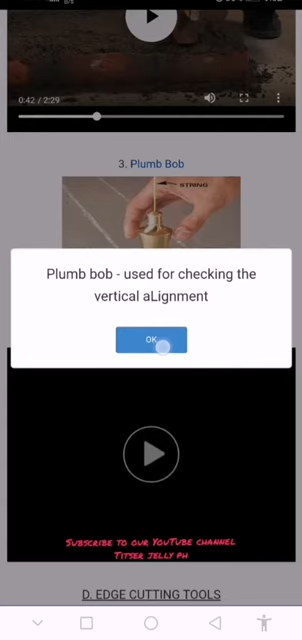 0:42 / 2:29
3. Plumb Bob
STRING
Plumb bob - used for checking the
vertical aLignment
OK
Subscribe to our YouTube channel
Titser Jelly PH
D. EDGE CUTTING TOOLS